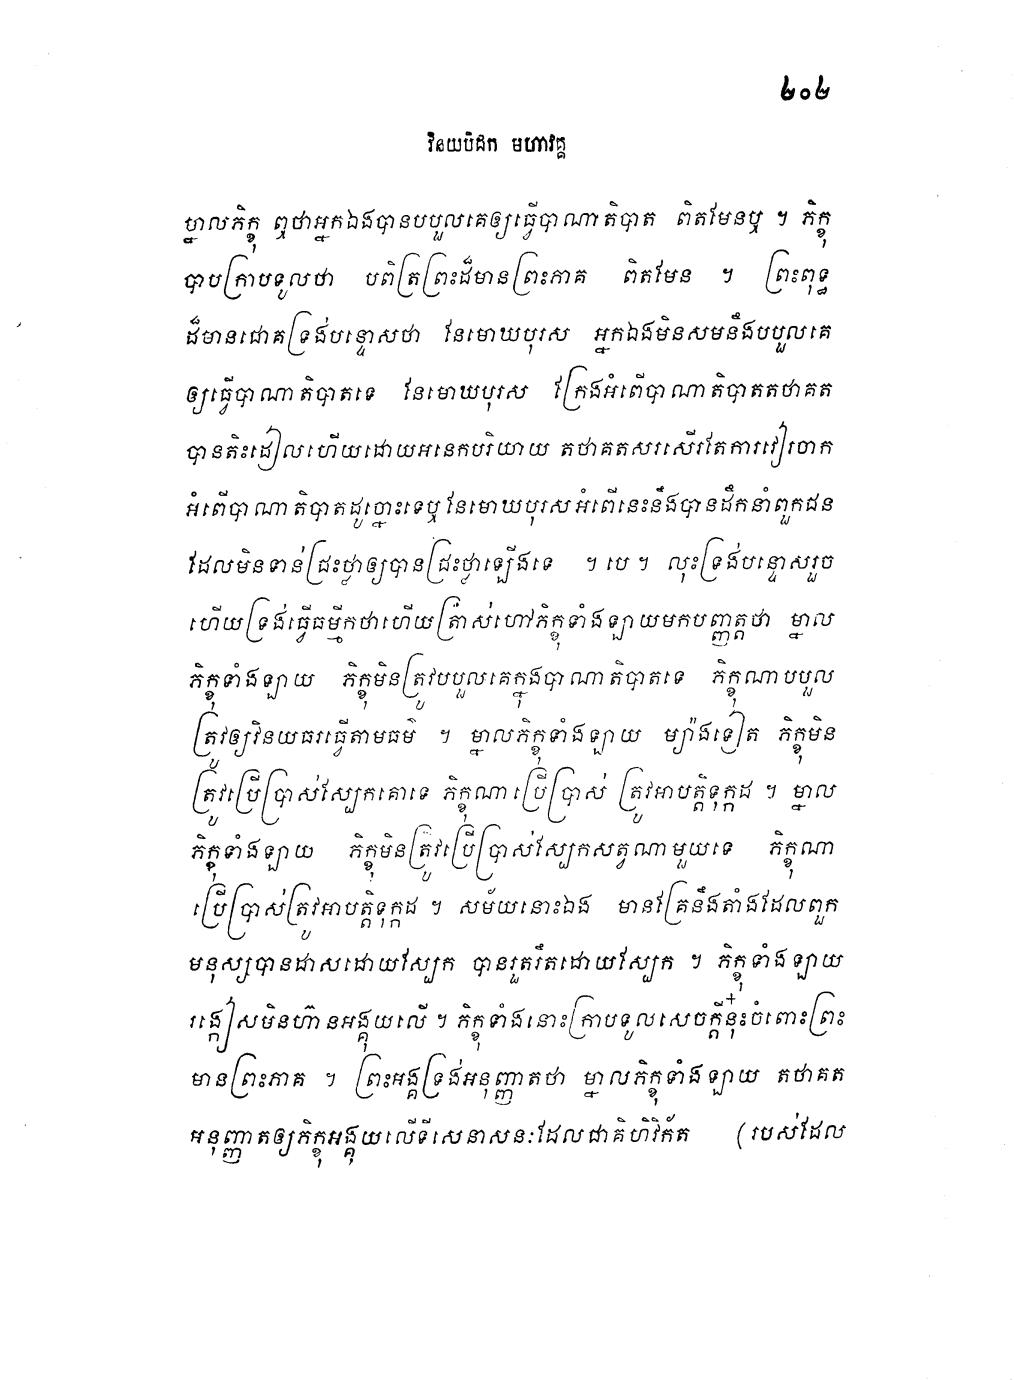 ២០២
វិនយបិដក មហាវគ្គ
ម្នាលភិក្ខុ ឮថាអ្នកឯងបានបបួលគេឲ្យធ្វើបាណាតិបាត ពិតមែនឬ ។ ភិក្ខុ
បាបក្រាបទូលថា បពិត្រព្រះដ៏មានព្រះភាគ ពិតមែន ។ ព្រះពុទ្ធ
ដ៏មានជោគទ្រង់បន្ទោសថា នែមោឃបុរស អ្នកឯងមិនសមនឹងបបួលគេ
ឲ្យធ្វើបាណាតិបាតទេ នែមោឃបុរស ក្រែងអំពើបាណាតិបាតតថាគត
បានតិះដៀលហើយដោយអនេកបរិយាយ តថាគតសរសើរតែការវៀរចាក
អំពើបាណាតិបាតដូច្នោះទេឬ នែមោឃបុរសអំពើនេះនឹងបានដឹកនាំពួកជន
ដែលមិនទាន់ជ្រះថ្លាឲ្យបានជ្រះថ្លាឡើងទេ ។ បេ ។ លុះទ្រង់បន្ទោសរួច
ហើយទ្រង់ធ្វើធម្មីកថាហើយត្រាស់ហៅភិក្ខុទាំងឡាយមកបញ្ញត្តថា ម្នាល
ភិក្ខុទាំងឡាយ ភិក្ខុមិនត្រូវបបួលគេក្នុងបាណាតិបាតទេ ភិក្ខុណាបបួល
ត្រូវឲ្យវិនយធរធ្វើតាមធម៌ ។ ម្នាលភិក្ខុទាំងឡាយ ម្យ៉ាងទៀត ភិក្ខុមិន
ត្រូវប្រើប្រាស់ស្បែកគោទេ ភិក្ខុណាប្រើប្រាស់ ត្រូវអាបត្តិទុក្កដ ។ ម្នាល
ភិក្ខុទាំងឡាយ ភិក្ខុមិនត្រូវប្រើប្រាស់ស្បែកសត្វណាមួយទេ ភិក្ខុណា
ប្រើប្រាស់ត្រូវអាបត្តិទុក្កដ ។ សម័យនោះឯង មានគ្រែនឹងតាំងដែលពួក
មនុស្សបានដាសដោយស្បែក បានរួតរឹតដោយស្បែក ។ ភិក្ខុទាំងឡាយ
រង្កៀសមិនហ៊ានអង្គុយលើ ។ ភិក្ខុទាំងនោះក្រាបទូលសេចក្តីនុ៎ះចំពោះព្រះ
មានព្រះភាគ ។ ព្រះអង្គទ្រង់អនុញ្ញាតថា ម្នាលភិក្ខុទាំងឡាយ តថាគត
អនុញ្ញាតឲ្យភិក្ខុអង្គុយលើទីសេនាសនៈដែលជាគិហិវិក័ត (របស់ដែល